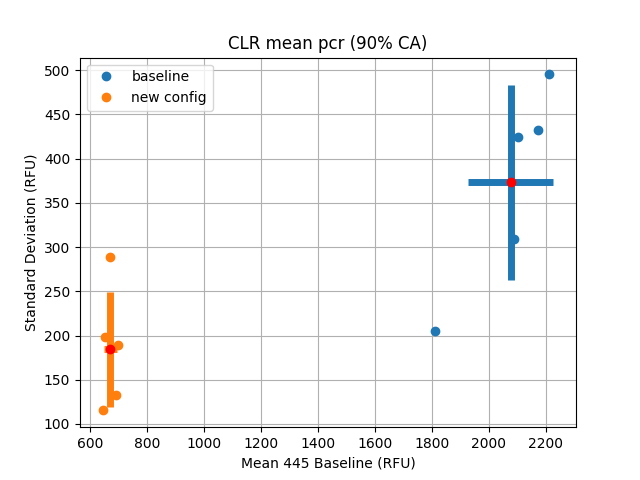 CLR mean pcr (90% CA)
baseline
new config
500
450
400
350
300
250
200
150
100
Standard Deviation (RFU)
600 800 1000 1200 1400 1600 1800 2000 2200
Mean 445 Baseline (RFU)